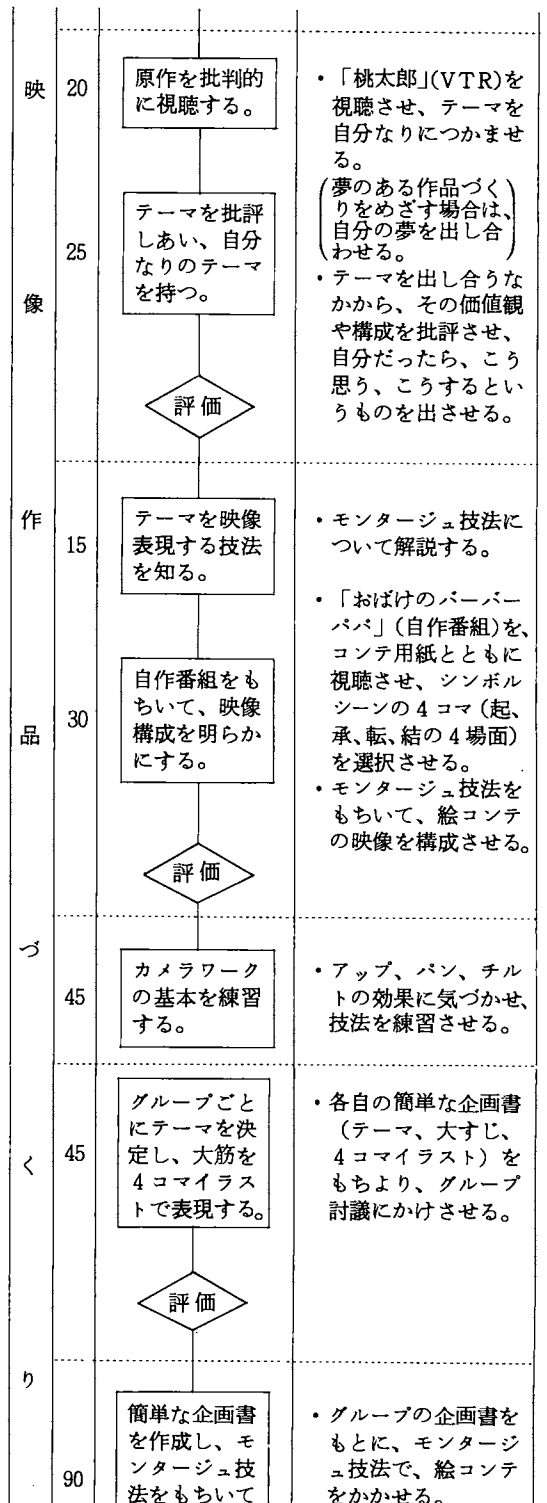 映像作品づくり
20
原作を批判的
に視聴する。
・「桃太郎」(VTR)を
視聴させ、テーマを
自分なりにつかませ
る。
(夢のある作品づく
りをめざす場合は、
自分の夢を出し合
わせる。)
25
テーマを批評
しあい、自分
なりのテーマ
を持つ。
・テーマを出し合うな
かから、その価値観
や構成を批評させ、
自分だったら、こう
思う、こうするとい
うものを出させる。
評価
15
テーマを映像
表現する技法
を知る。
・モンタージュ技法に
ついて解説する。
30
自作番組をも
ちいて、映像
構成を明らか
にする。
・「おばけのバーバー
パパ」(自作番組)を、
コンテ用紙とともに
視聴させ、シンボル
シーンの4コマ(起、
承、転、結の4場面)
を選択させる。
・モンタージュ技法を
もちいて、絵コンテ
の映像を構成させる。
評価
45
カメラワーク
の基本を練習
する。
・アップ、パン、チル
トの効果に気づかせ、
技法を練習させる。
45
グループごと
にテーマを決
定し、大筋を
4コマイラス
トで表現する。
・各自の簡単な企画書
(テーマ、大すじ、
4コマイラスト)を
もちより、グループ
討議にかけさせる。
評価
90
簡単な企画書
を作成し、モ
ンタージュ技
法をもちいて
・グループの企画書を
もとに、モンタージ
ュ技法で、絵コンテ
をかかせる。